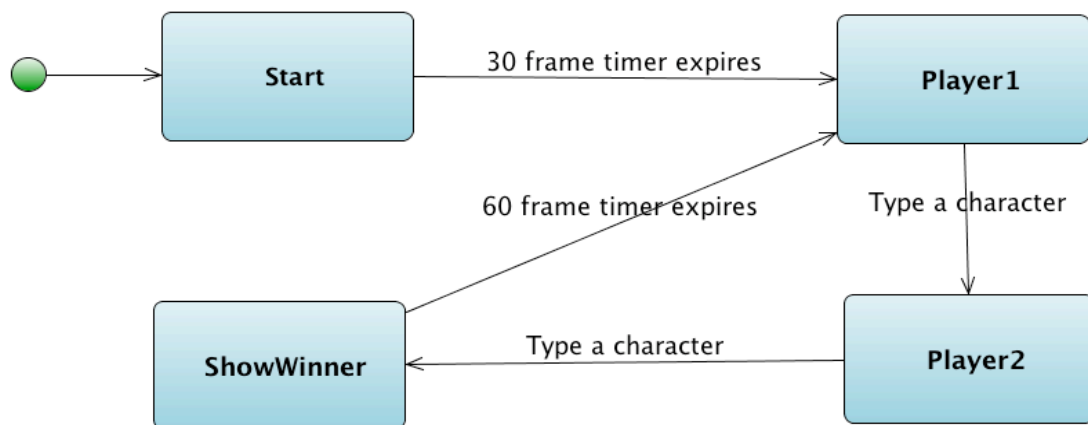 Start
30 frame timer expires
Player1
60 frame timer expires
Type a character
ShowWinner
Type a character
Player2